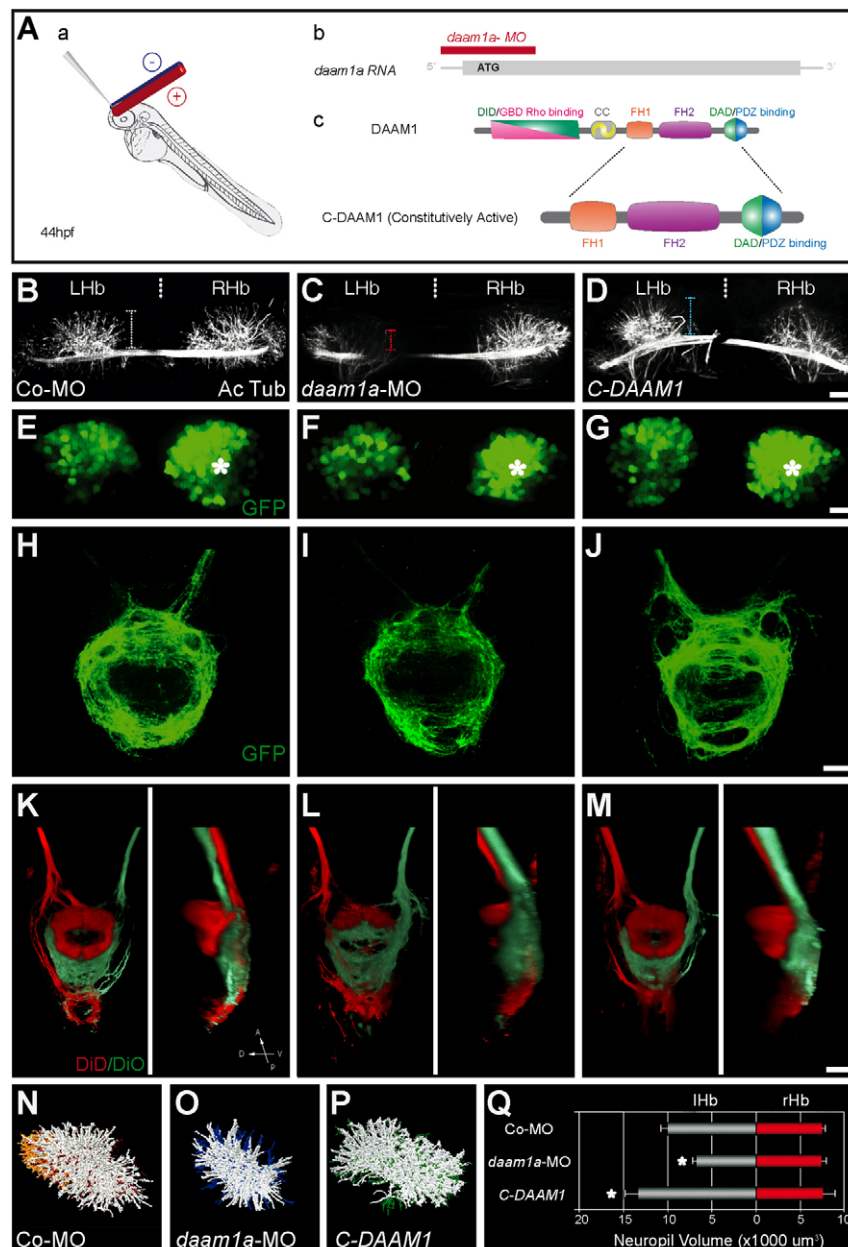 A
a
-
+
44hpf
b
daam1a- MO
daam1a RNA
5'
ATG
3'
c
DID/GBD Rho binding
CC
FH1
FH2
DAD/PDZ binding
DAAM1
C-DAAM1 (Constitutively Active)
FH1
FH2
DAD/PDZ binding
B
LHb
RHb
Co-MO
Ac Tub
C
LHb
RHb
daam1a-MO
D
LHb
RHb
C-DAAM1
E
GFP
F
G
H
GFP
I
J
K
DiD/DiO
A
D
V
P
L
M
N
Co-MO
O
daam1a-MO
P
C-DAAM1
Q
lHb
rHb
Co-MO
daam1a-MO
C-DAAM1
20 15 10 5 0 5
Neuropil Volume (x1000 um³)